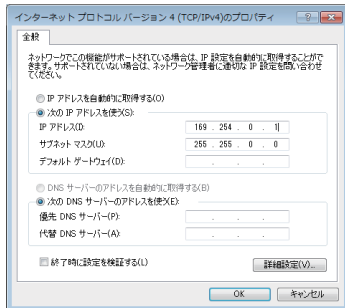 インターネット プロトコル バージョン 4 (TCP/IPv4)のプロパティ
全般
ネットワークでこの機能がサポートされている場合は、IP 設定を自動的に取得することがで
きます。サポートされていない場合は、ネットワーク管理者に適切な IP 設定を問い合わせ
てください。
IP アドレスを自動的に取得する(O)
次の IP アドレスを使う(S):
IP アドレス(I):
169 . 254 . 0 . 1
サブネット マスク(U):
255 . 255 . 0 . 0
デフォルト ゲートウェイ(D):
. . .
DNS サーバーのアドレスを自動的に取得する(B)
次の DNS サーバーのアドレスを使う(E):
優先 DNS サーバー(P):
. . .
代替 DNS サーバー(A):
. . .
終了時に設定を検証する(L)
詳細設定(V)...
OK
キャンセル